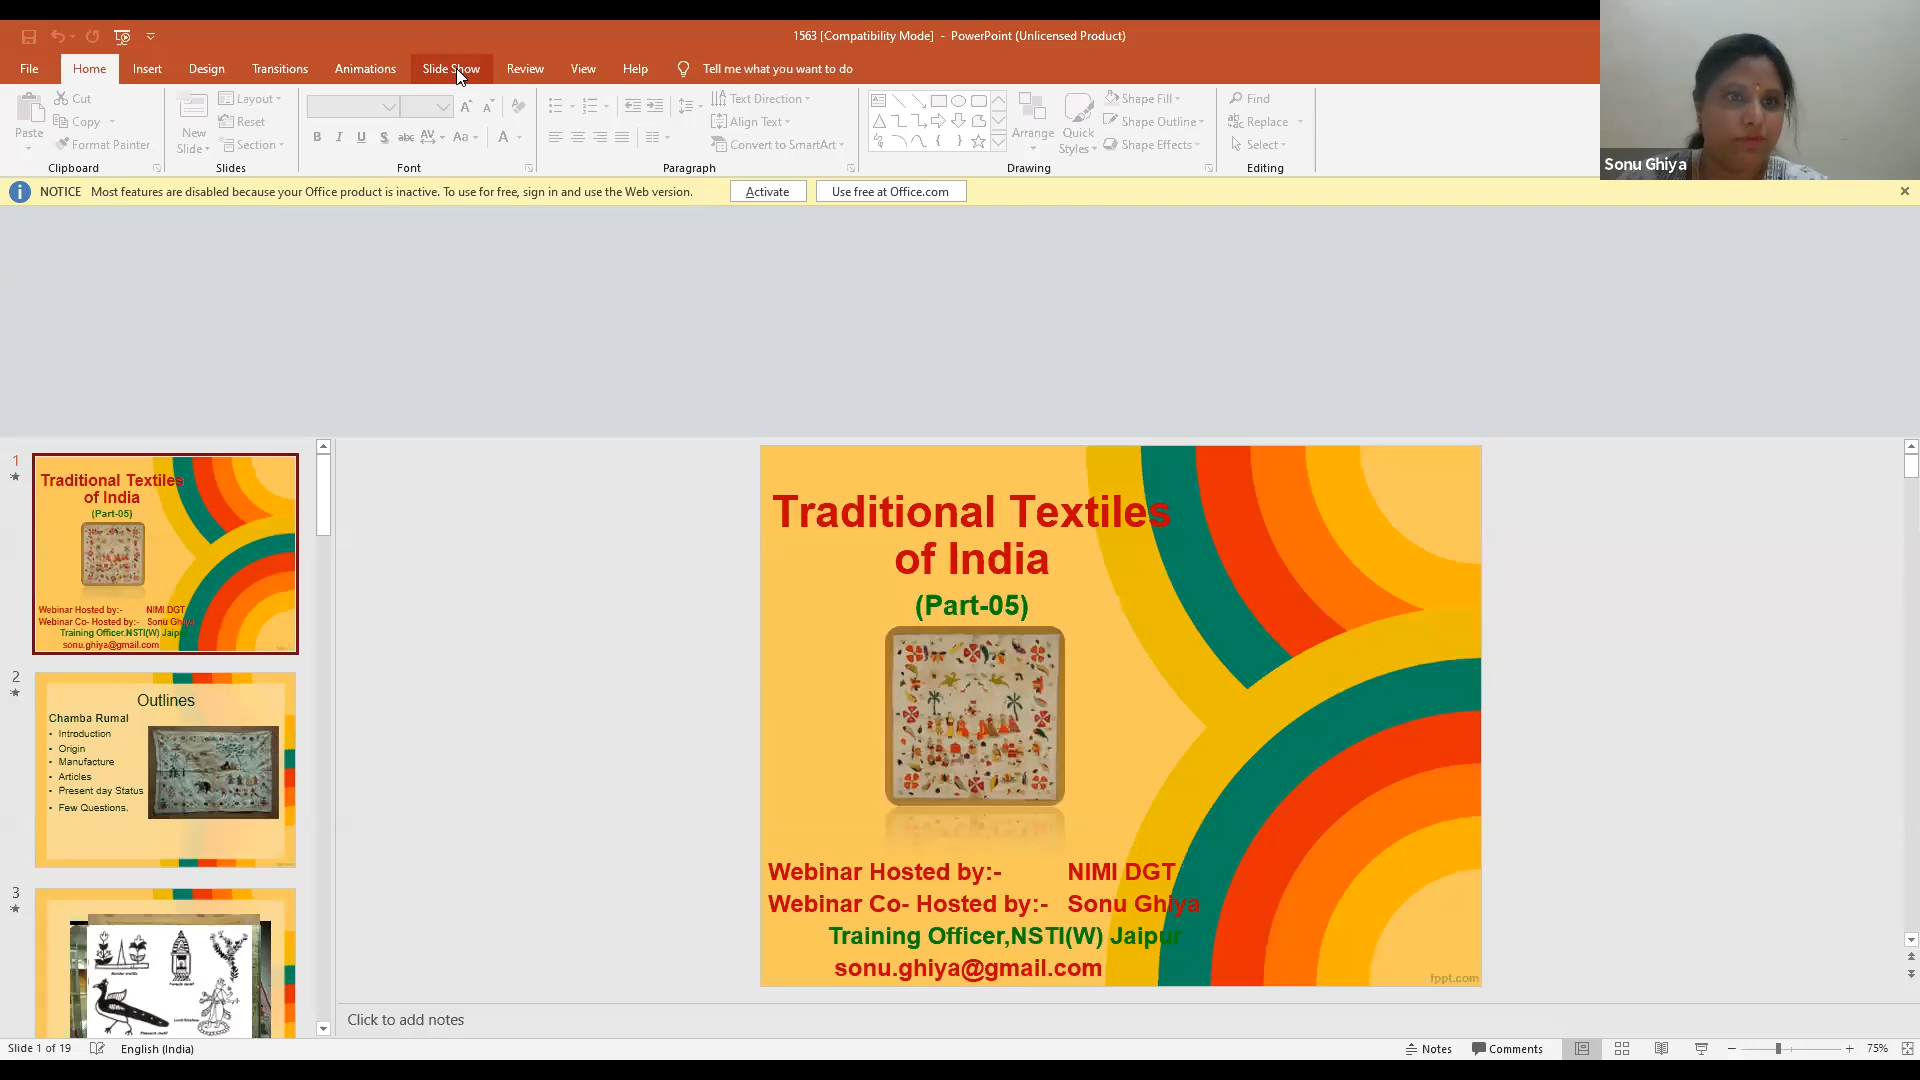 1563 [Compatibility Mode] - PowerPoint (Unlicensed Product)
File Home Insert Design Transitions Animations Slide Show Review View Help Tell me what you want to do
Paste
Cut
Copy
Format Painter
Clipboard
New
Slide
Layout
Reset
Section
Slides
B I U S abc AV Aa A
Font
Text Direction
Align Text
Convert to SmartArt
Paragraph
Arrange
Quick
Styles
Shape Fill
Shape Outline
Shape Effects
Drawing
Find
Replace
Select
Editing
Sonu Ghiya
NOTICE Most features are disabled because your Office product is inactive. To use for free, sign in and use the Web version. Activate Use free at Office.com
1
Traditional Textiles
of India
(Part-05)
Webinar Hosted by:- NIMI DGT
Webinar Co- Hosted by:- Sonu Ghiya
Training Officer,NSTI(W) Jaipur
sonu.ghiya@gmail.com
2
Outlines
Chamba Rumal
• Introduction
• Origin
• Manufacture
• Articles
• Present day Status
• Few Questions.
3
Traditional Textiles
of India
(Part-05)
Webinar Hosted by:- NIMI DGT
Webinar Co- Hosted by:- Sonu Ghiya
Training Officer,NSTI(W) Jaipur
sonu.ghiya@gmail.com
fppt.com
Click to add notes
Slide 1 of 19 English (India) Notes Comments 75%